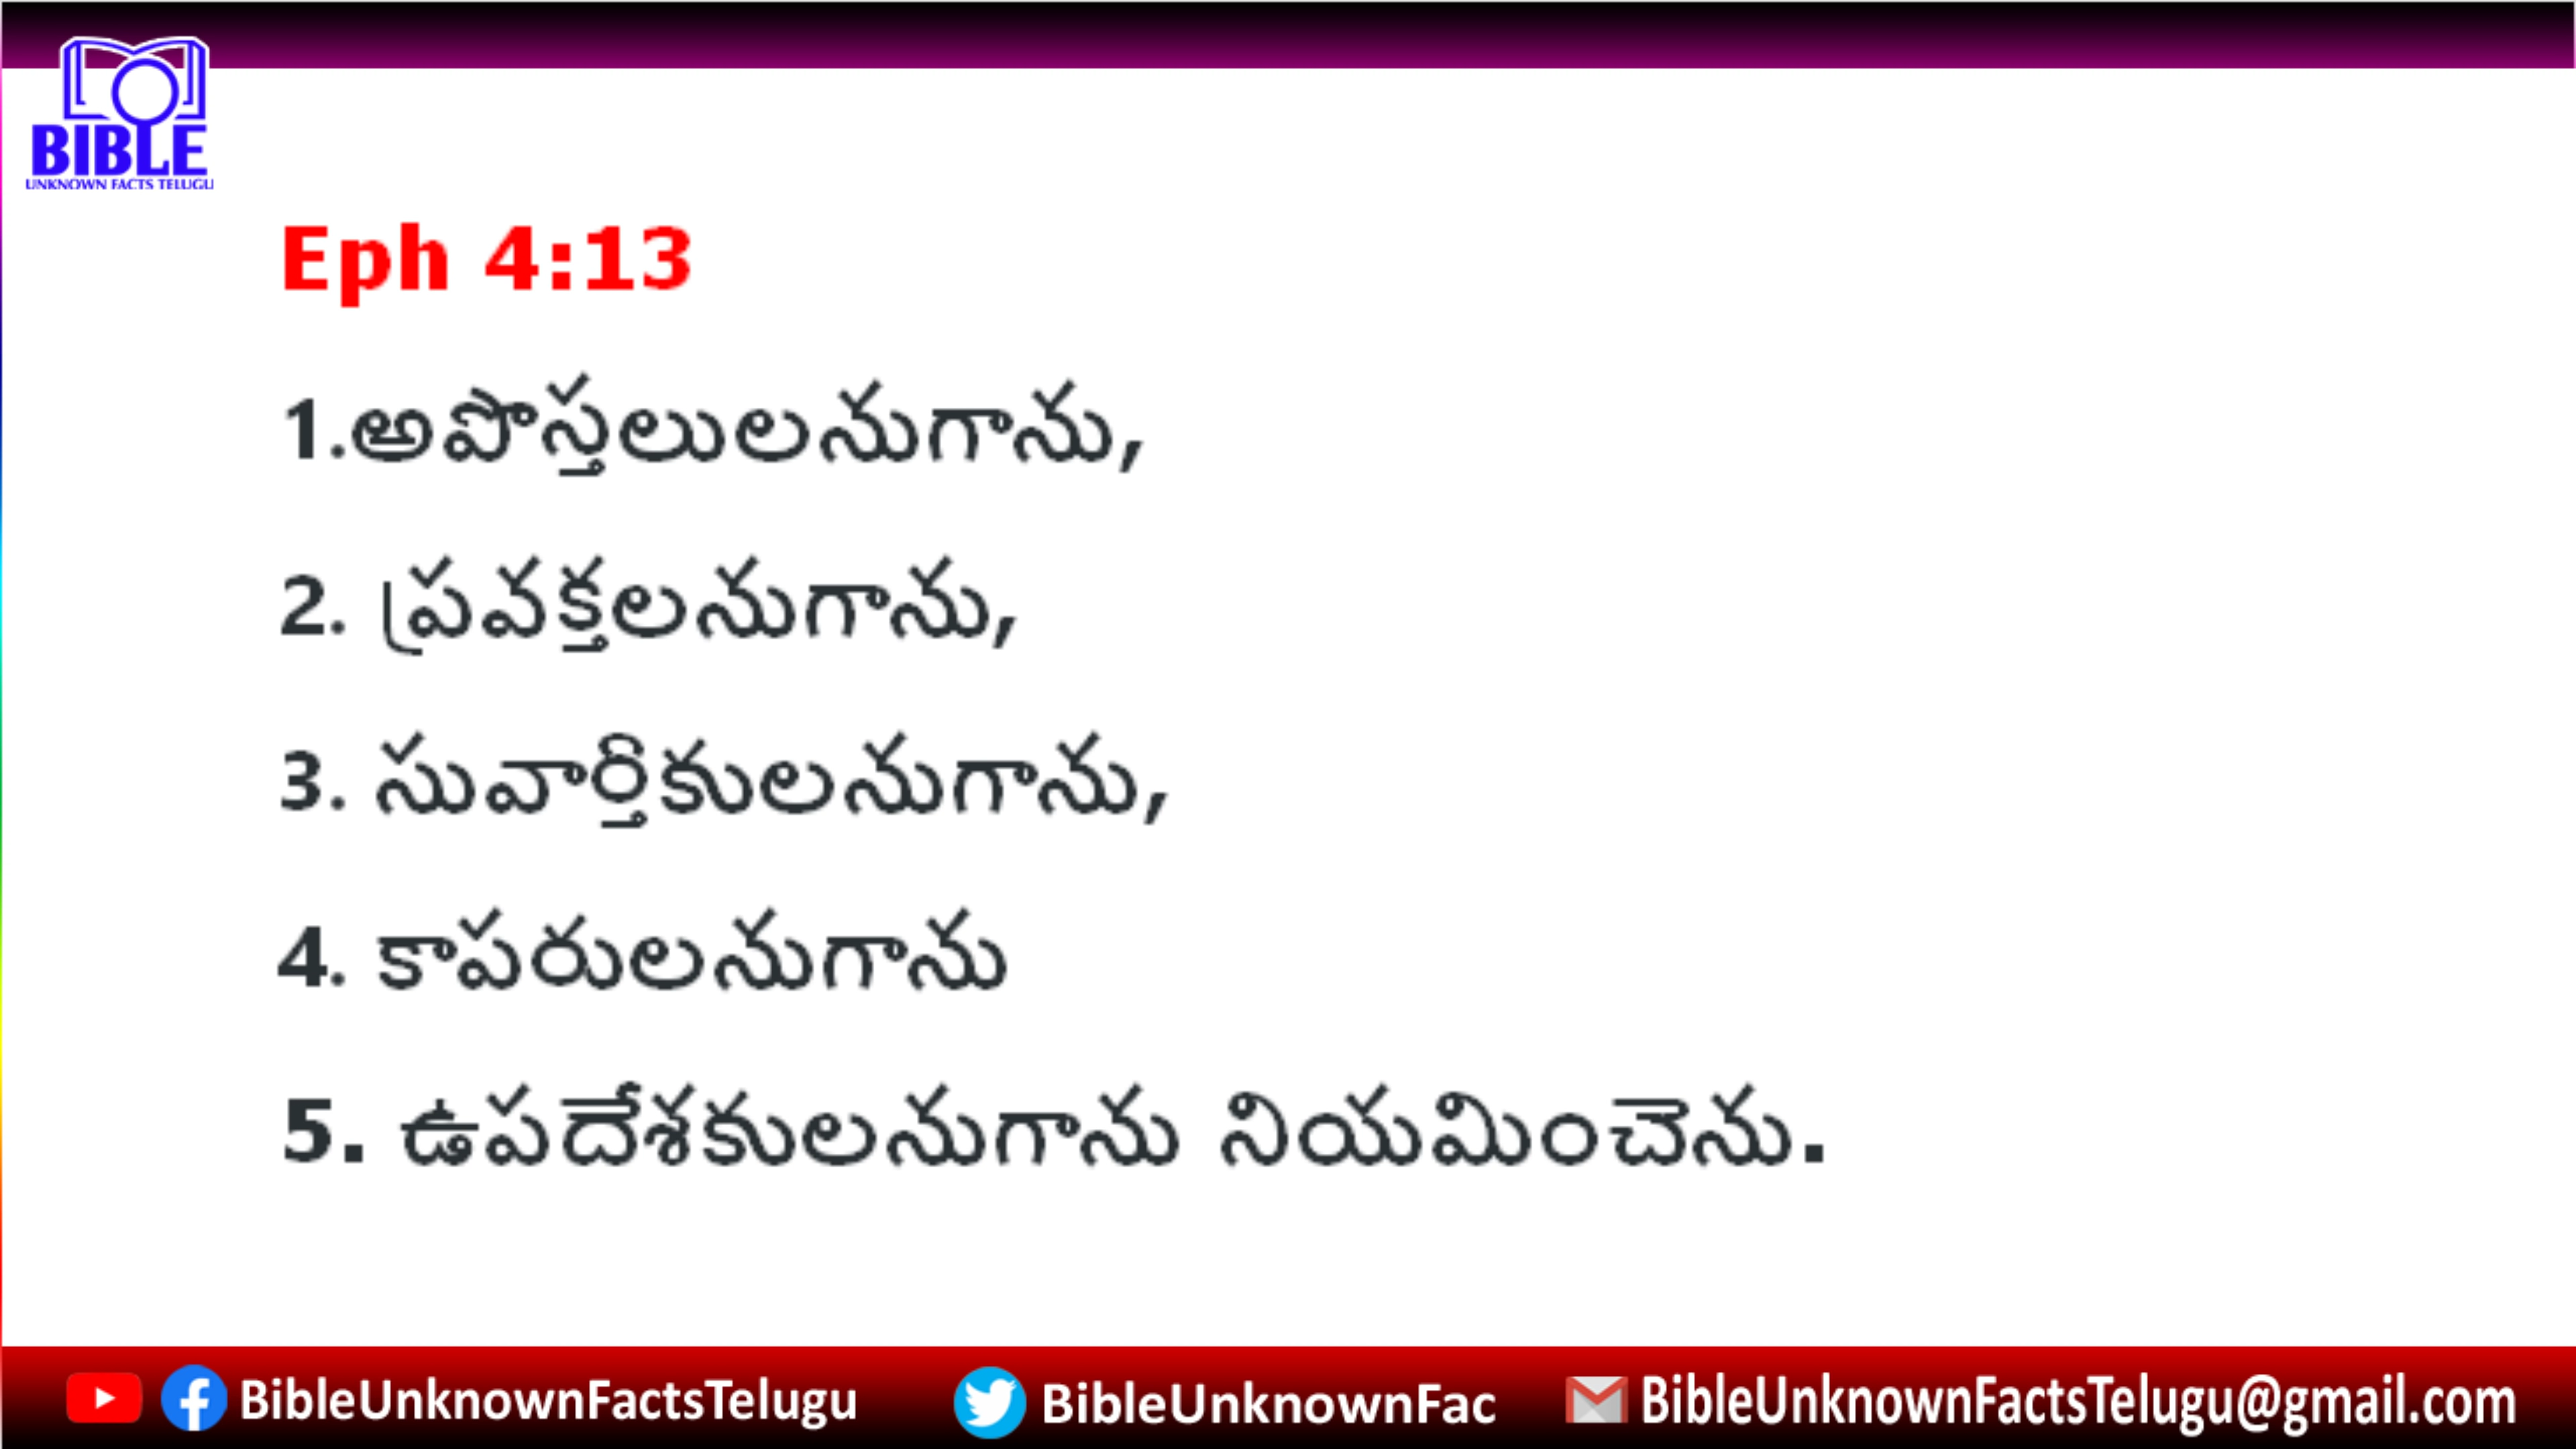 BIBLE
UNKNOWN FACTS TELUGU
Eph 4:13
1.అపొస్తలులనుగాను,
2. ప్రవక్తలనుగాను,
3. సువార్తికులనుగాను,
4. కాపరులనుగాను
5. ఉపదేశకులనుగాను నియమించెను.
BibleUnknownFactsTelugu BibleUnknownFac BibleUnknownFactsTelugu@gmail.com